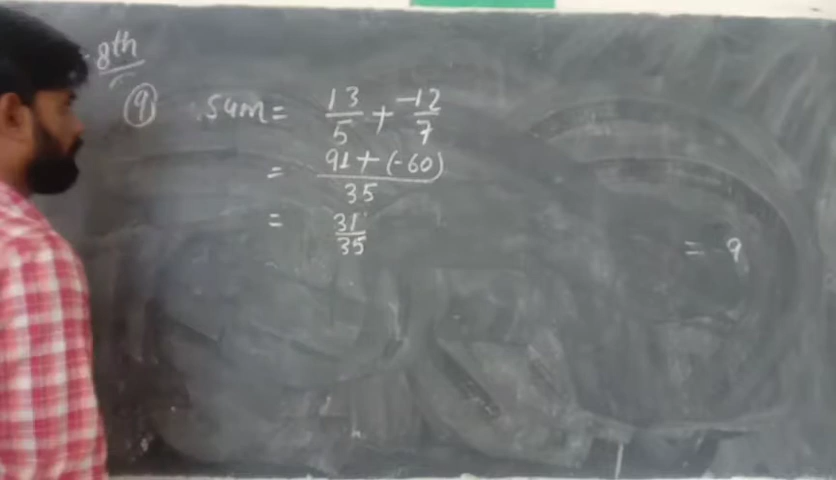 8th
(9) Sum = 13/5 + -12/7
= 91+(-60)/35
= 31/35
= 9